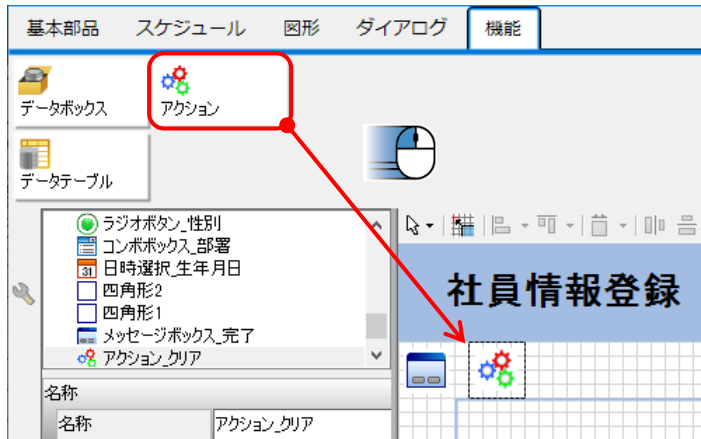 基本部品 スケジュール 図形 ダイアログ 機能
データボックス アクション
データテーブル
ラジオボタン_性別
コンボボックス_部署
31 日時選択_生年月日
四角形2
四角形1
メッセージボックス_完了
アクション_クリア
社員情報登録
名称
名称 アクション_クリア